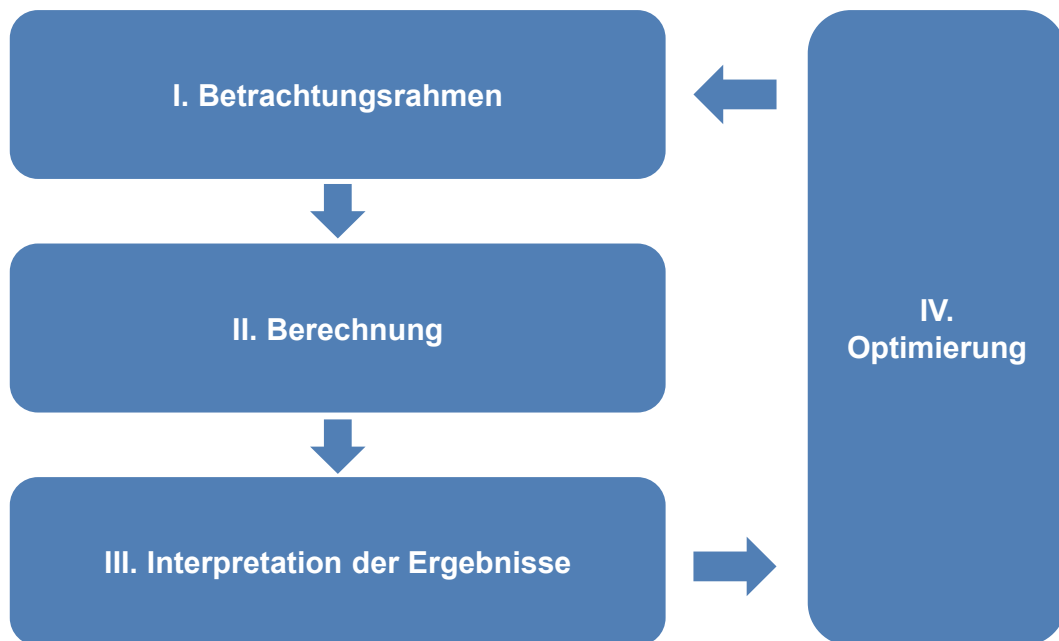 I. Betrachtungsrahmen
II. Berechnung
IV.
Optimierung
III. Interpretation der Ergebnisse